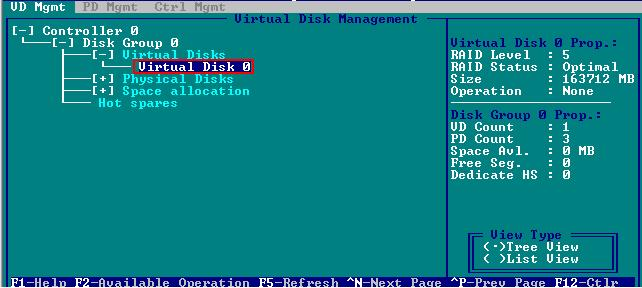 VD Mgmt PD Mgmt Ctrl Mgmt
Virtual Disk Management
[-] Controller 0
[-] Disk Group 0
[-] Virtual Disks
Virtual Disk 0
[+] Physical Disks
[+] Space allocation
Hot spares
Virtual Disk 0 Prop.:
RAID Level : 5
RAID Status : Optimal
Size : 163712 MB
Operation : None
Disk Group 0 Prop.:
VD Count : 1
PD Count : 3
Space Avl. : 0 MB
Free Seg. : 0
Dedicate HS : 0
View Type
(·)Tree View
( )List View
F1-Help F2-Available Operation F5-Refresh ^N-Next Page ^P-Prev Page F12-Ctlr